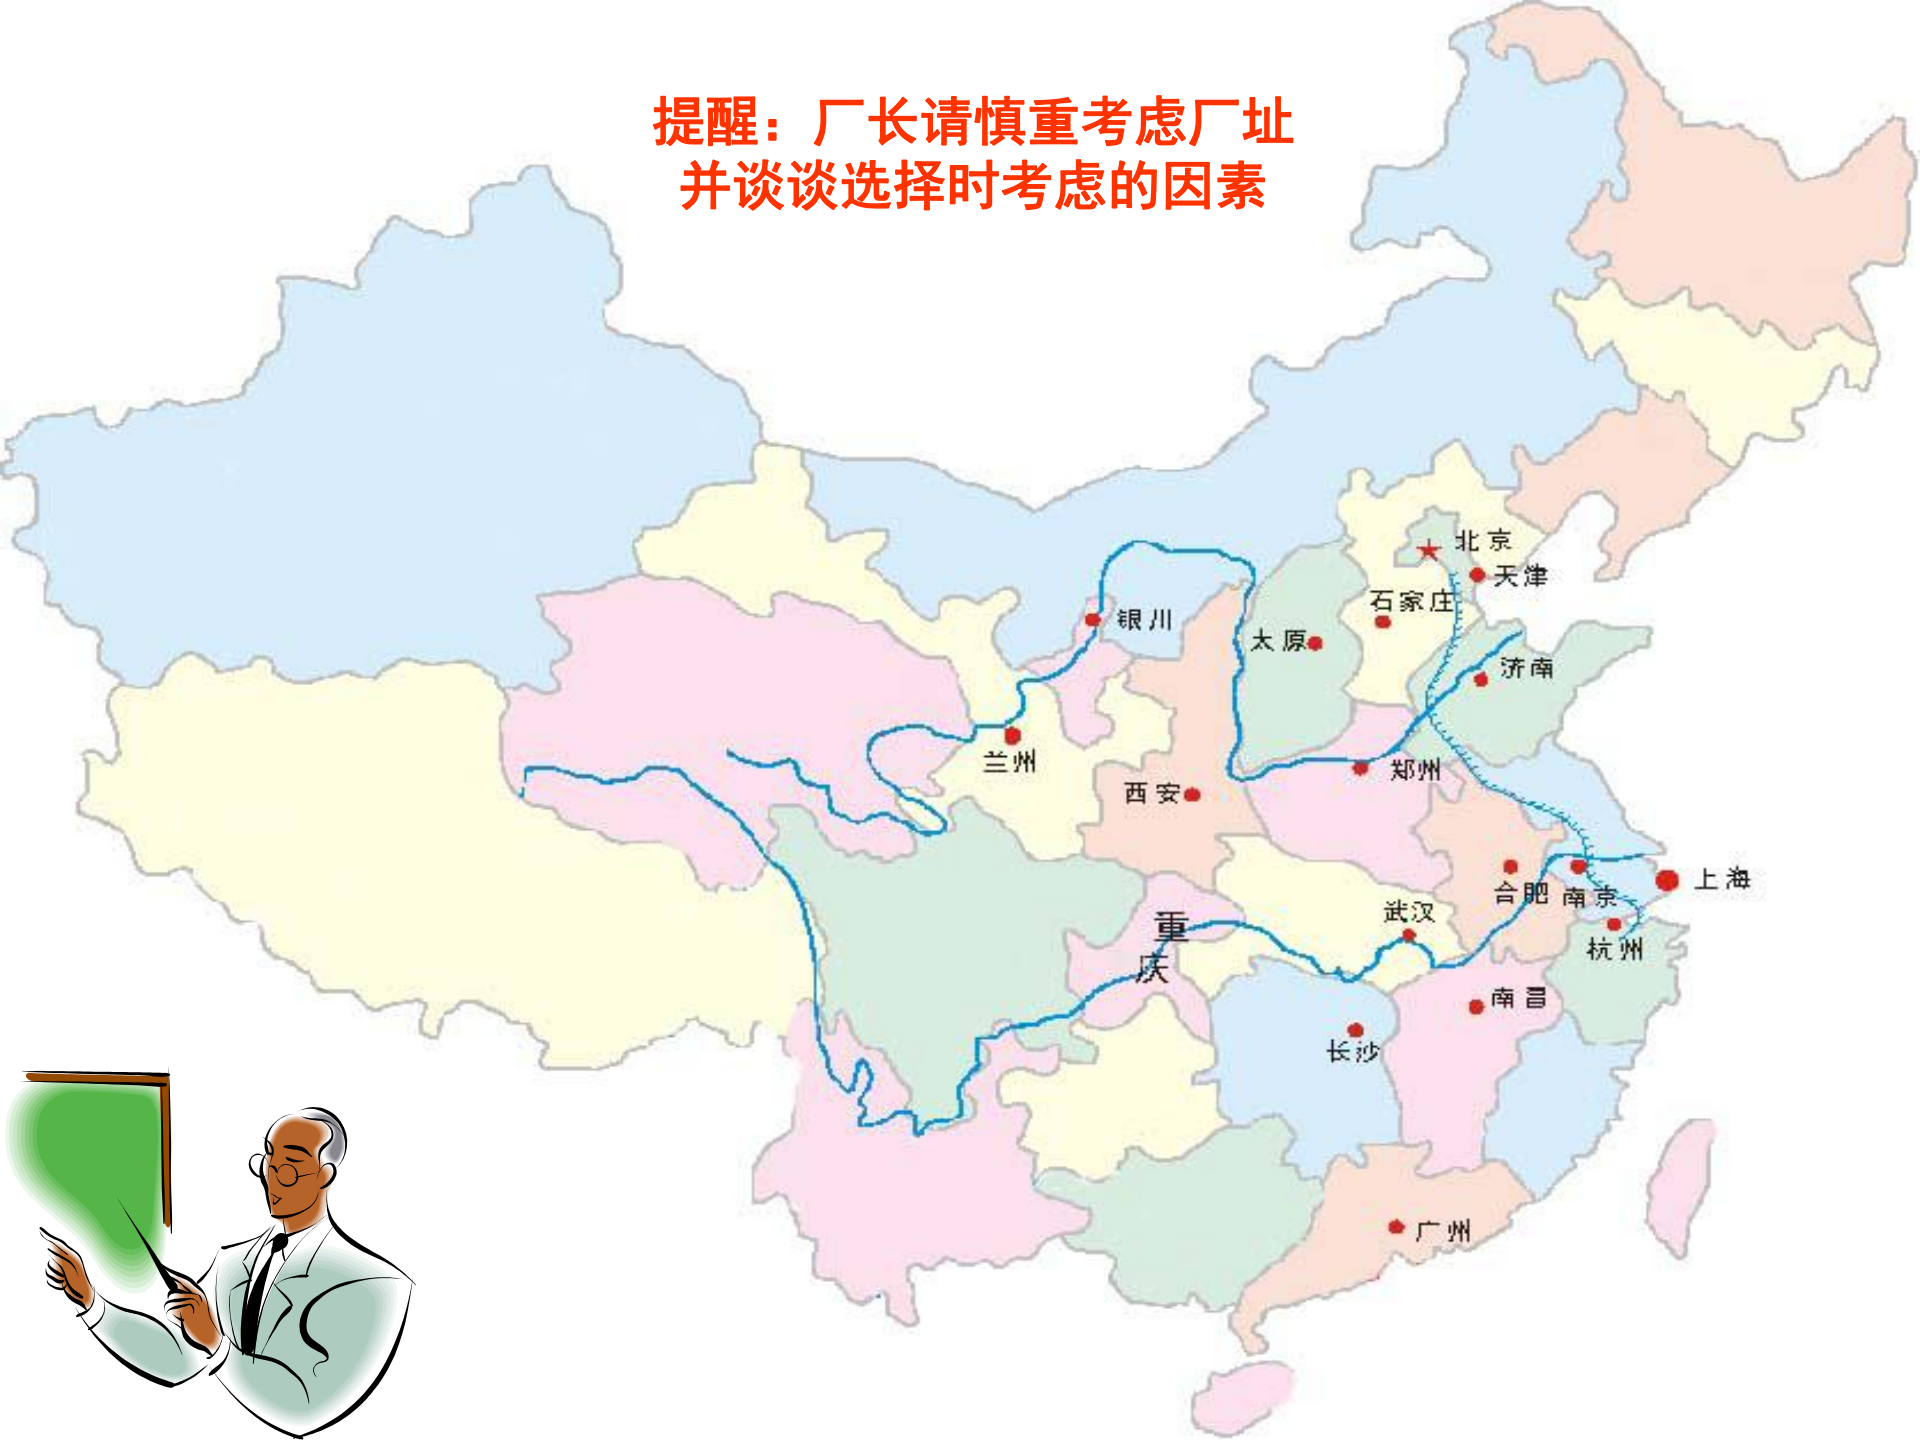 提醒：厂长请慎重考虑厂址
并谈谈选择时考虑的因素
北京
天津
石家庄
银川
太原
济南
兰州
郑州
西安
上海
合肥
南京
武汉
重庆
杭州
南昌
长沙
广州